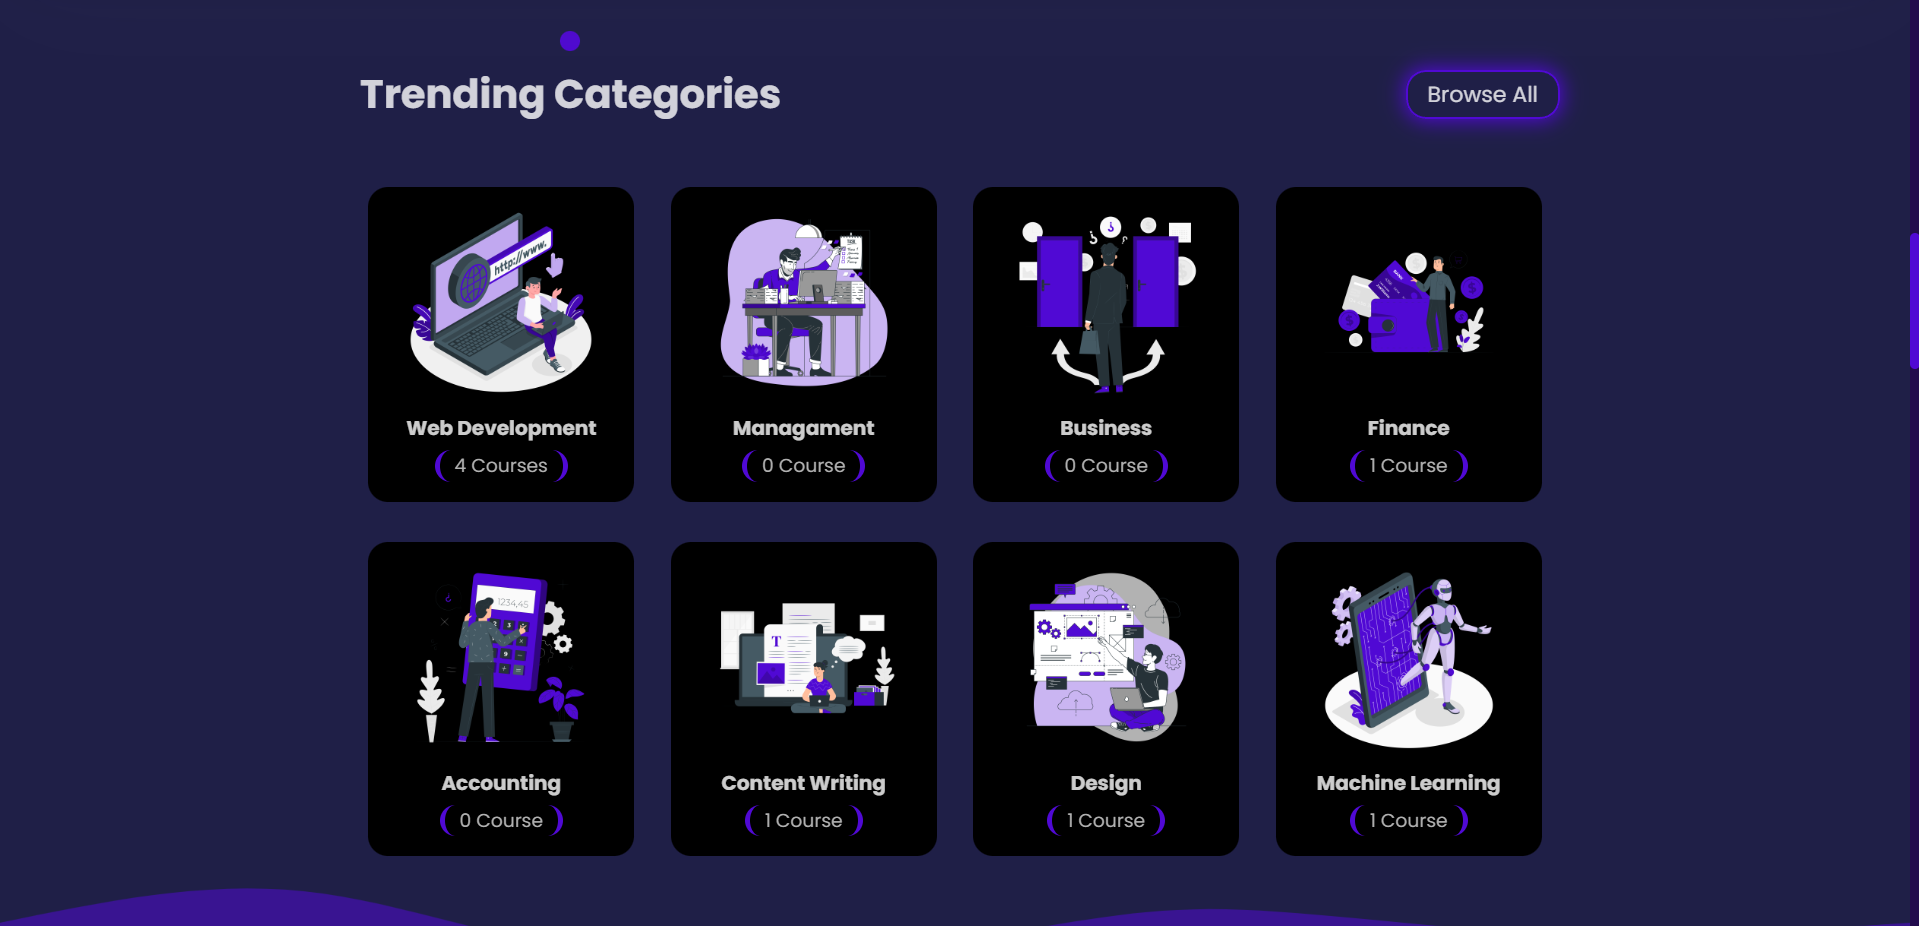 Trending Categories
Browse All
http://www.
Web Development
4 Courses
Managament
0 Course
Business
0 Course
Finance
1 Course
1234,45
Accounting
0 Course
T
Content Writing
1 Course
Design
1 Course
Machine Learning
1 Course